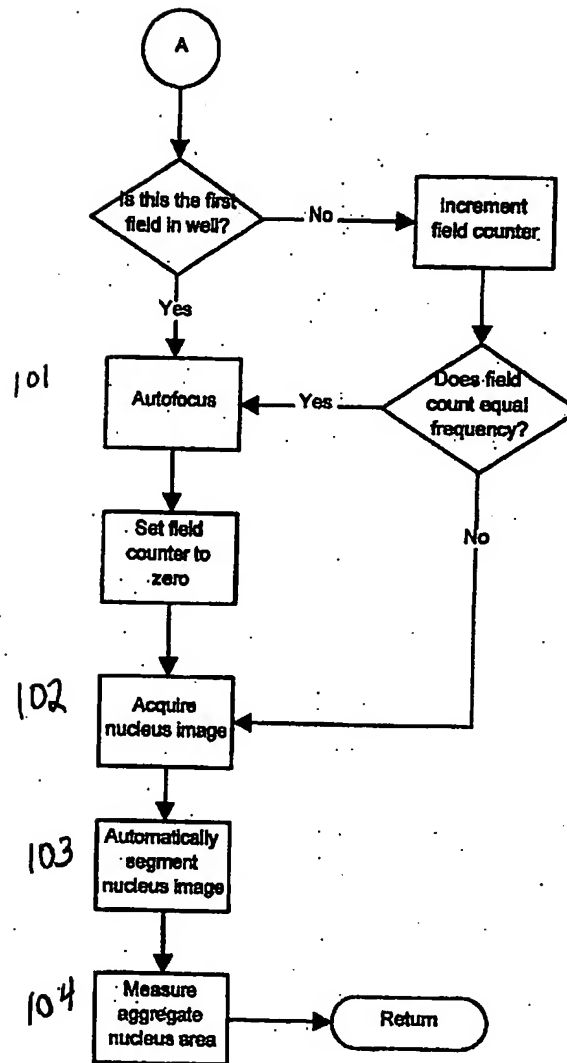 A
Is this the first
field in well?
No
Increment
field counter
Yes
101
Autofocus
Yes
Does field
count equal
frequency?
Set field
counter to
zero
No
102
Acquire
nucleus image
103
Automatically
segment
nucleus image
104
Measure
aggregate
nucleus area
Return